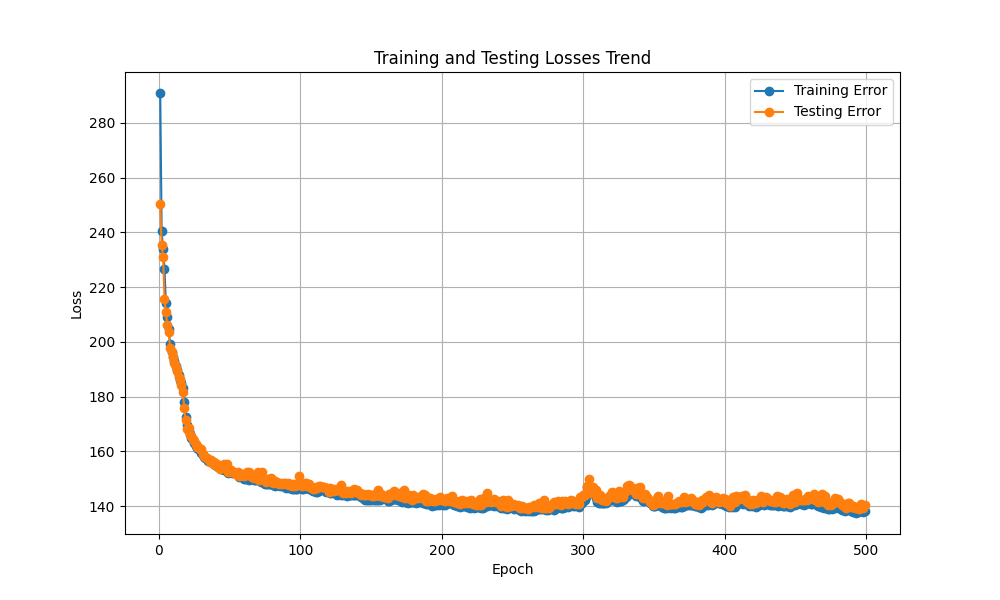 Training and Testing Losses Trend
Training Error
Testing Error
280
260
240
220
200
180
160
140
Loss
0 100 200 300 400 500
Epoch